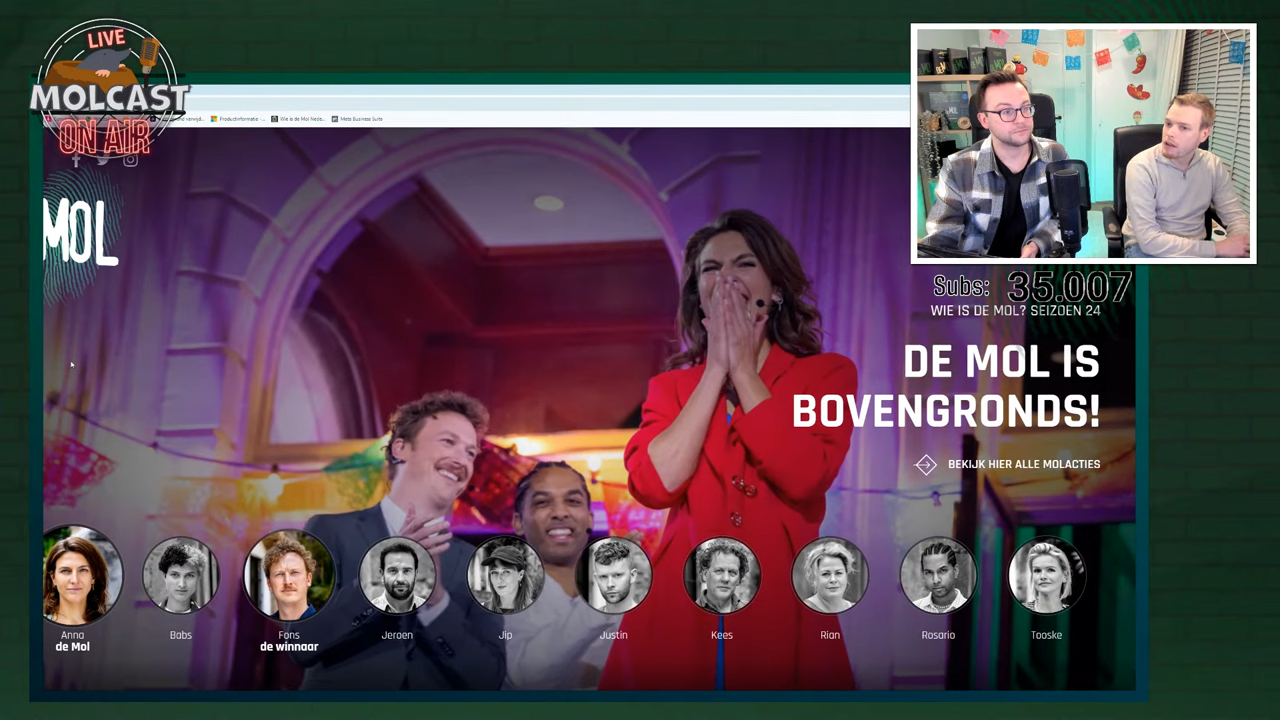 LIVE
MOLCAST
ON AIR
Productinformatie -...
Wie is de Mol Nede...
Meta Business Suite
MOL
Subs: 35.007
WIE IS DE MOL? SEIZOEN 24
DE MOL IS
BOVENGRONDS!
BEKIJK HIER ALLE MOLACTIES
Anna Babs Fons Jeroen Jip Justin Kees Rian Rosario Tooske
de Mol de winnaar